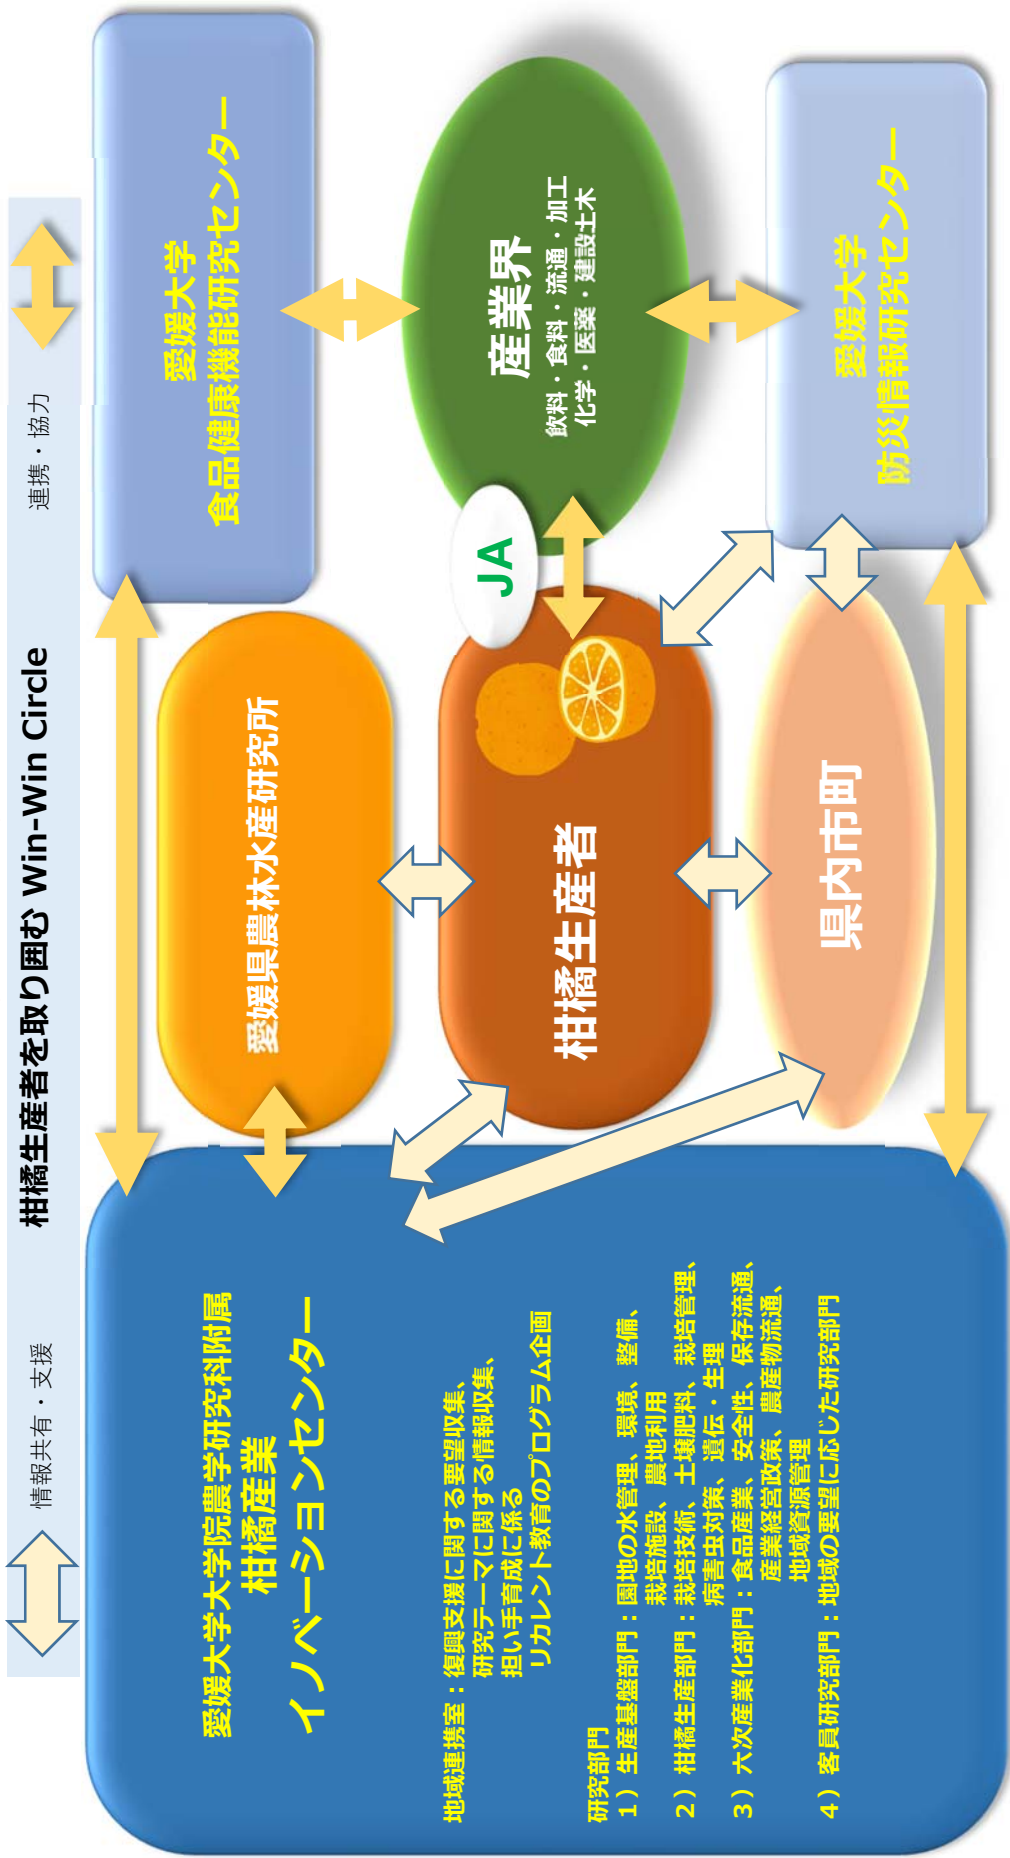 情報共有・支援
柑橘生産者を取り囲む Win-Win Circle
連携・協力
愛媛大学大学院農学研究科附属
柑橘産業
イノベーションセンター
地域連携室：復興支援に関する要望収集、
研究テーマに関する情報収集、
担い手育成に係る
リカレント教育のプログラム企画
研究部門
１）生産基盤部門：園地の水管理、環境、整備、
栽培施設、農地利用
２）柑橘生産部門：栽培技術、土壌肥料、栽培管理、
病害虫対策、遺伝・生理
３）六次産業化部門：食品産業、安全性、保存流通、
産業経営政策、農産物流通、
地域資源管理
４）客員研究部門：地域の要望に応じた研究部門
愛媛県農林水産研究所
柑橘生産者
県内市町
愛媛大学
食品健康機能研究センター
JA
産業界
飲料・食料・流通・加工
化学・医薬・建設土木
愛媛大学
防災情報研究センター